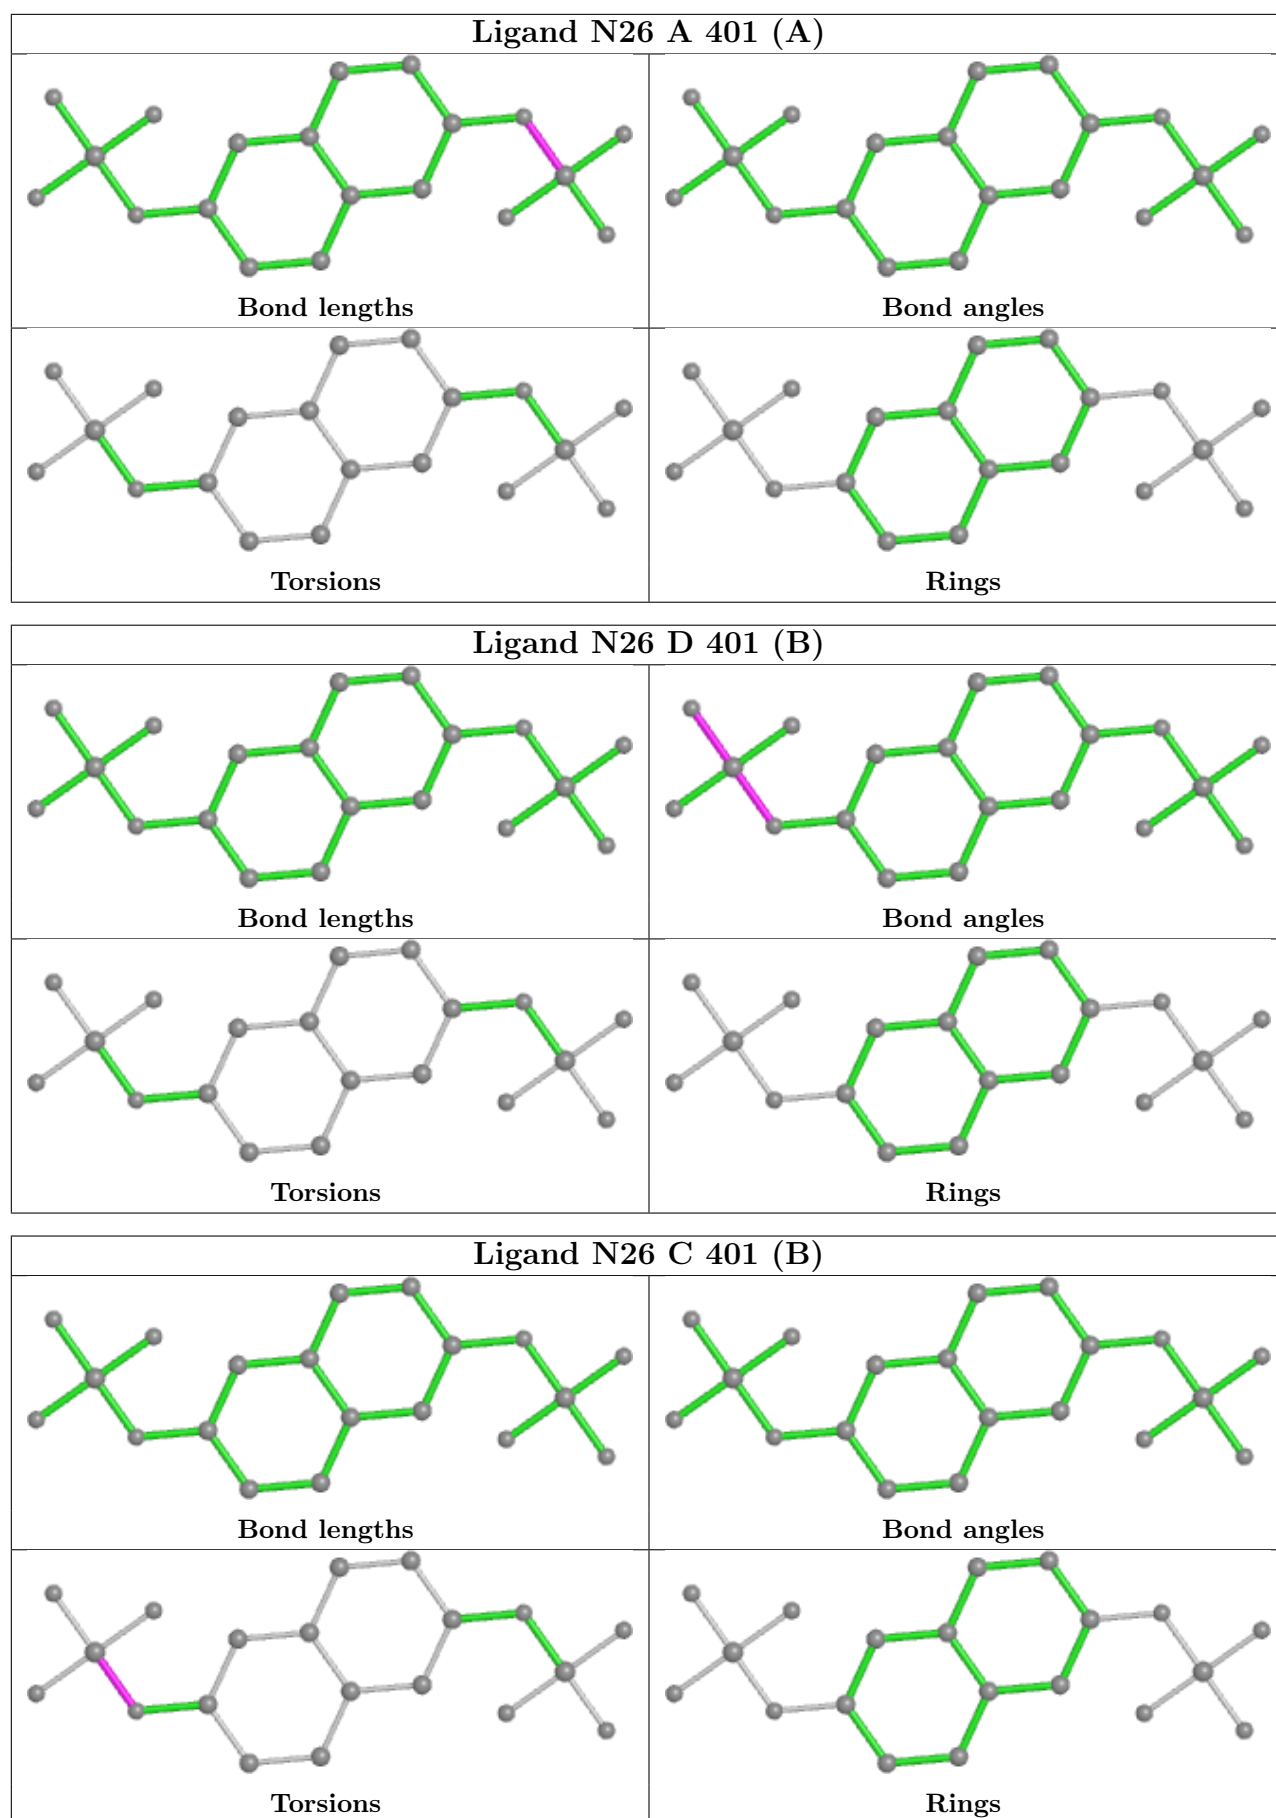 Ligand N26 A 401 (A)
Bond lengths
Bond angles
Torsions
Rings
Ligand N26 D 401 (B)
Bond lengths
Bond angles
Torsions
Rings
Ligand N26 C 401 (B)
Bond lengths
Bond angles
Torsions
Rings